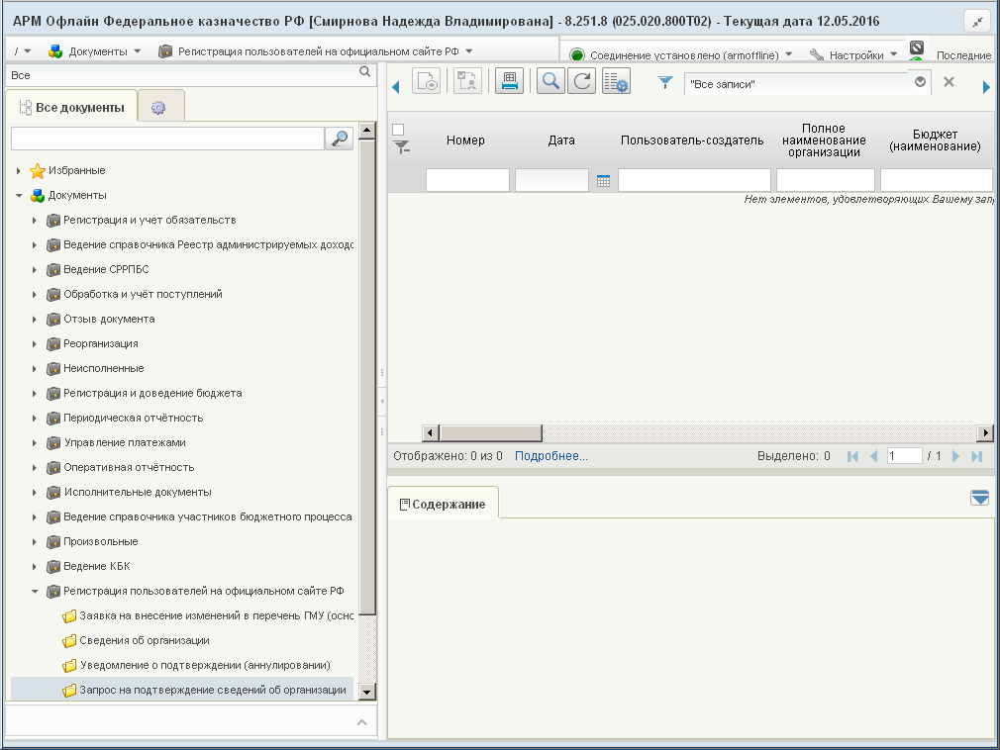 АРМ Офлайн Федеральное казначество РФ [Смирнова Надежда Владимирована] - 8.251.8 (025.020.800T02) - Текущая дата 12.05.2016
/ Документы Регистрация пользователей на официальном сайте РФ
Соединение установлено (armoffline) Настройки Последние
Все
Все документы
Избранные
Документы
Регистрация и учет обязательств
Ведение справочника Реестр администрируемых доходо
Ведение СРРПБС
Обработка и учёт поступлений
Отзыв документа
Реорганизация
Неисполненные
Регистрация и доведение бюджета
Периодическая отчётность
Управление платежами
Оперативная отчётность
Исполнительные документы
Ведение справочника участников бюджетного процесса
Произвольные
Ведение КБК
Регистрация пользователей на официальном сайте РФ
Заявка на внесение изменений в перечень ГМУ (осно
Сведения об организации
Уведомление о подтверждении (аннулировании)
Запрос на подтверждение сведений об организации
"Все записи"
Номер
Дата
Пользователь-создатель
Полное
наименование
организации
Бюджет
(наименование)
Нет элементов, удовлетворяющих Вашему зап
Отображено: 0 из 0 Подробнее... Выделено: 0 1 / 1
Содержание